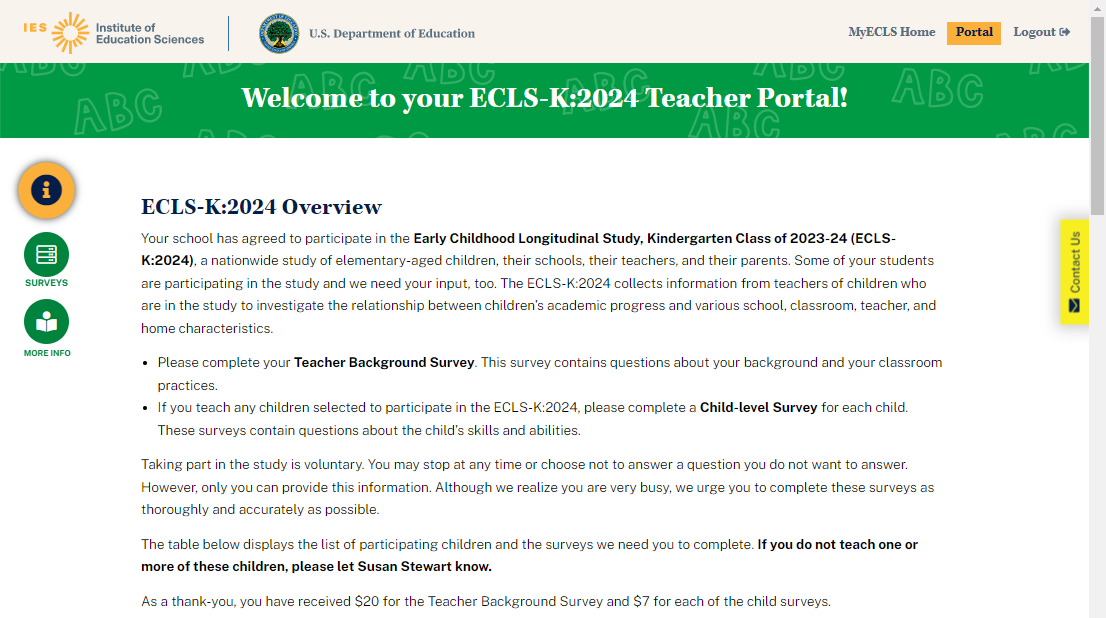 IES Institute of
Education Sciences
U.S. Department of Education
MyECLS Home Portal Logout
Welcome to your ECLS-K:2024 Teacher Portal!
ABC ABC ABC ABC ABC ABC ABC
SURVEYS
MORE INFO
Contact Us
ECLS-K:2024 Overview
Your school has agreed to participate in the Early Childhood Longitudinal Study, Kindergarten Class of 2023-24 (ECLS-
K:2024), a nationwide study of elementary-aged children, their schools, their teachers, and their parents. Some of your students
are participating in the study and we need your input, too. The ECLS-K:2024 collects information from teachers of children who
are in the study to investigate the relationship between children's academic progress and various school, classroom, teacher, and
home characteristics.
• Please complete your Teacher Background Survey. This survey contains questions about your background and your classroom
practices.
• If you teach any children selected to participate in the ECLS-K:2024, please complete a Child-level Survey for each child.
These surveys contain questions about the child's skills and abilities.
Taking part in the study is voluntary. You may stop at any time or choose not to answer a question you do not want to answer.
However, only you can provide this information. Although we realize you are very busy, we urge you to complete these surveys as
thoroughly and accurately as possible.
The table below displays the list of participating children and the surveys we need you to complete. If you do not teach one or
more of these children, please let Susan Stewart know.
As a thank-you, you have received $20 for the Teacher Background Survey and $7 for each of the child surveys.